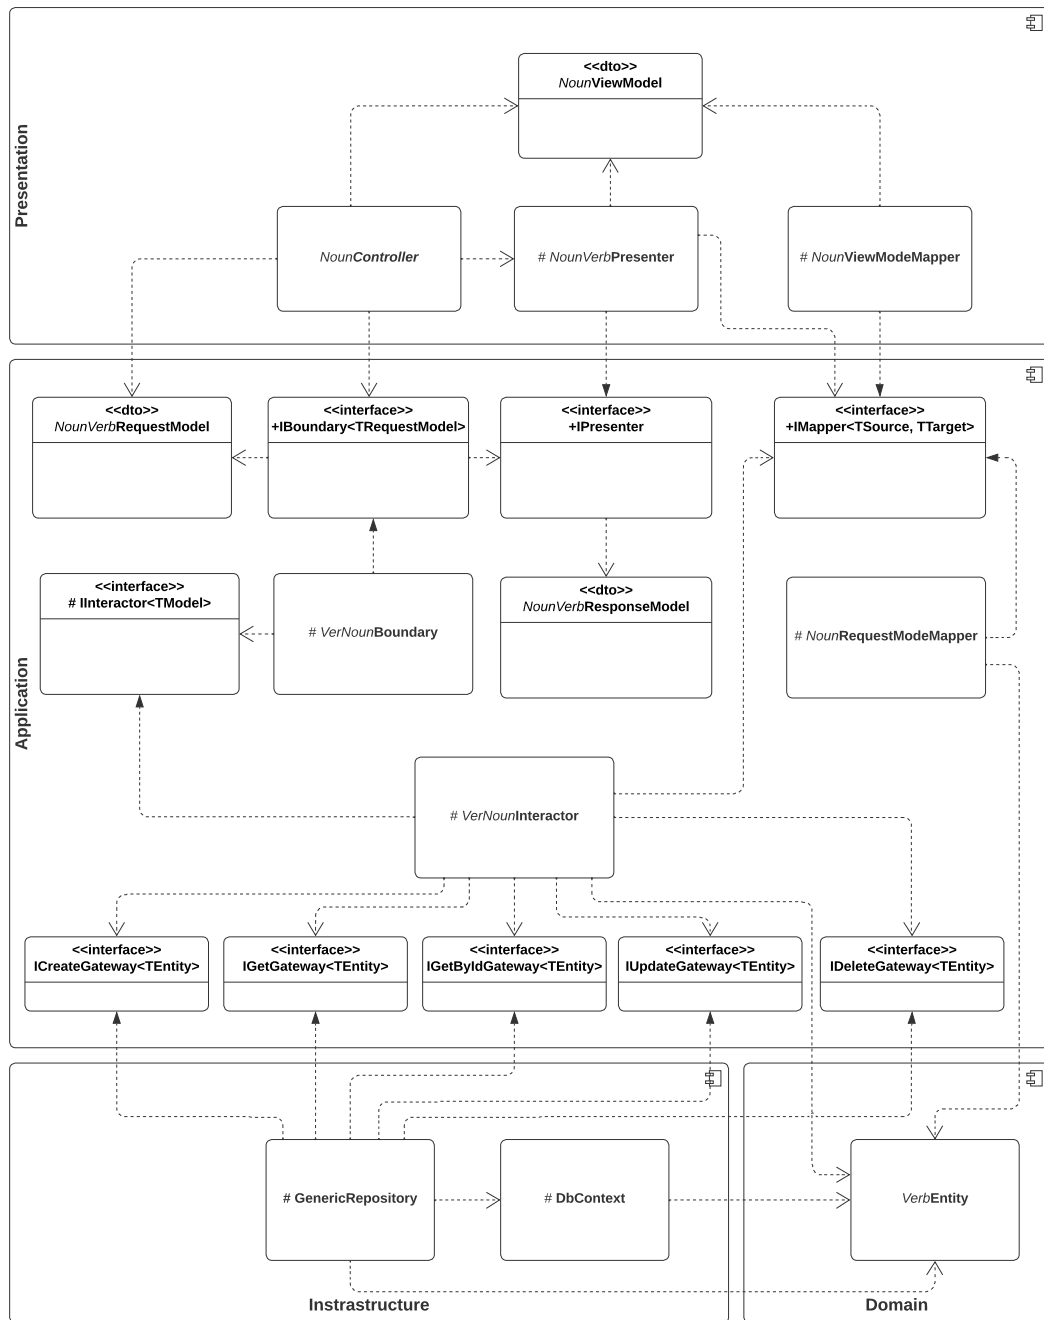 Presentation
<<dto>>
NounViewModel
NounController
# NounVerbPresenter
# NounViewModeMapper
Application
<<dto>>
NounVerbRequestModel
<<interface>>
+IBoundary<TRequestModel>
<<interface>>
+IPresenter
<<interface>>
+IMapper<TSource, TTarget>
<<interface>>
# IInteractor<TModel>
# VerNounBoundary
<<dto>>
NounVerbResponseModel
# NounRequestModeMapper
# VerNounInteractor
<<interface>>
ICreateGateway<TEntity>
<<interface>>
IGetGateway<TEntity>
<<interface>>
IGetByIdGateway<TEntity>
<<interface>>
IUpdateGateway<TEntity>
<<interface>>
IDeleteGateway<TEntity>
# GenericRepository
# DbContext
VerbEntity
Instrastructure
Domain